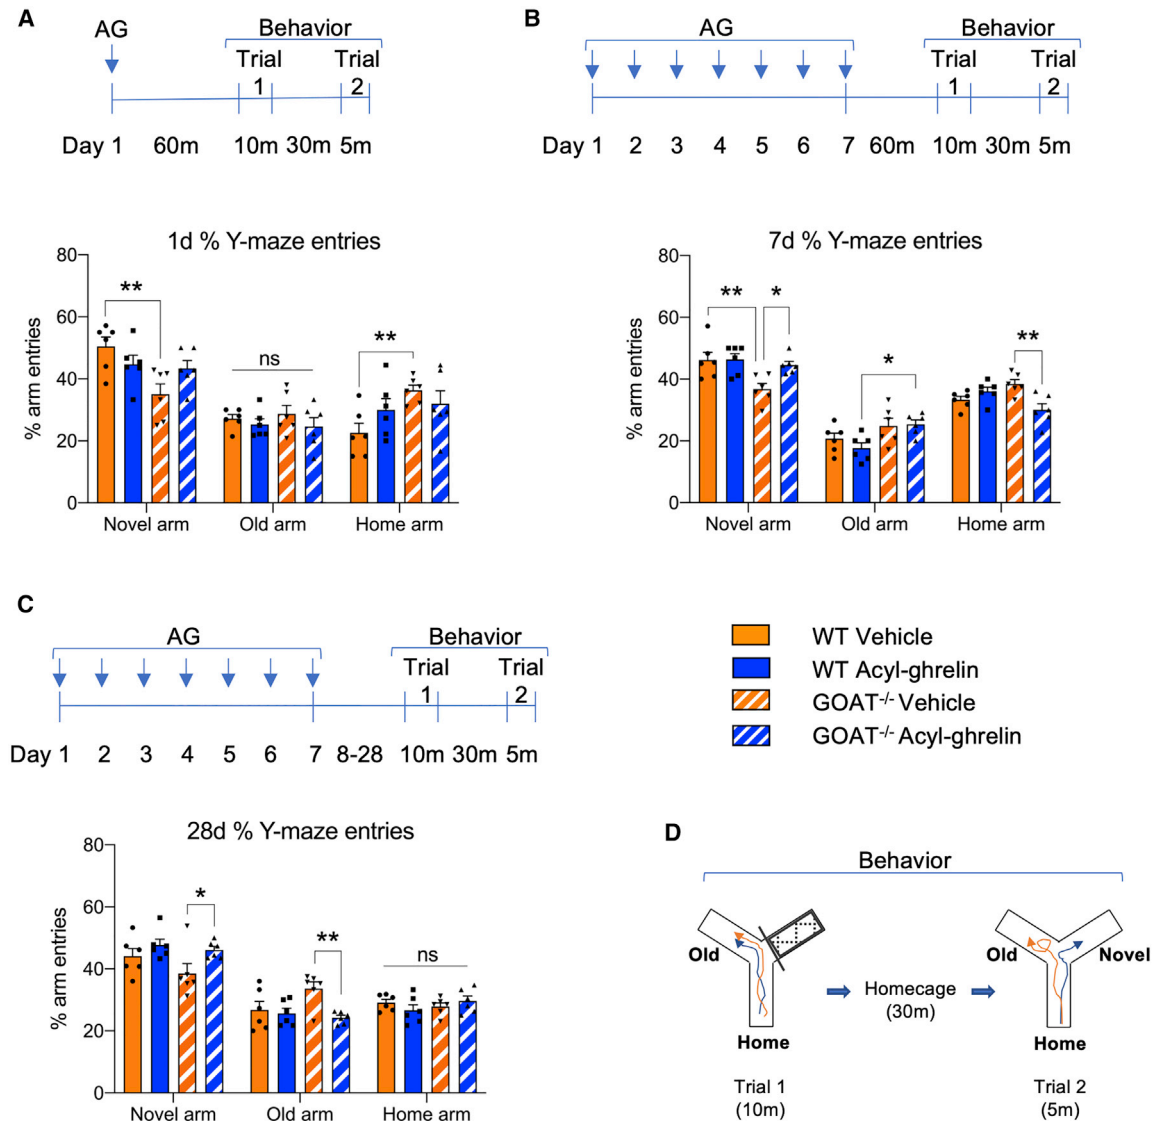 A
AG
Behavior
Trial
1
Trial
2
Day 1 60m 10m 30m 5m
1d % Y-maze entries
% arm entries
80
60
40
20
0
**
ns
**
Novel arm Old arm Home arm
B
AG
Behavior
Trial
1
Trial
2
Day 1 2 3 4 5 6 7 60m 10m 30m 5m
7d % Y-maze entries
% arm entries
80
60
40
20
0
** *
*
**
Novel arm Old arm Home arm
C
AG
Behavior
Trial
1
Trial
2
Day 1 2 3 4 5 6 7 8-28 10m 30m 5m
28d % Y-maze entries
% arm entries
80
60
40
20
0
*
**
ns
Novel arm Old arm Home arm
WT Vehicle
WT Acyl-ghrelin
GOAT-/- Vehicle
GOAT-/- Acyl-ghrelin
D
Behavior
Old
Home
Homecage
(30m)
Old
Novel
Home
Trial 1
(10m)
Trial 2
(5m)